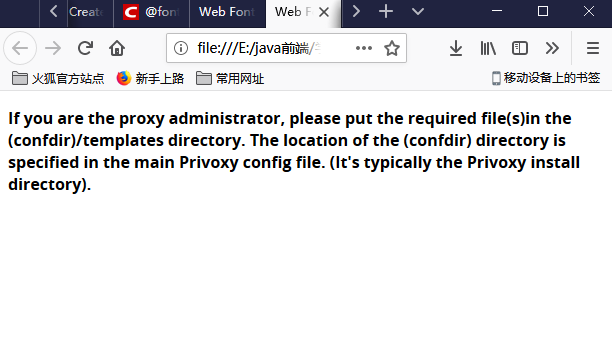 Create @fon Web Font Web F
file:///E:/java前端/
火狐官方站点 新手上路 常用网址 移动设备上的书签
If you are the proxy administrator, please put the required file(s)in the
(confdir)/templates directory. The location of the (confdir) directory is
specified in the main Privoxy config file. (It's typically the Privoxy install
directory).